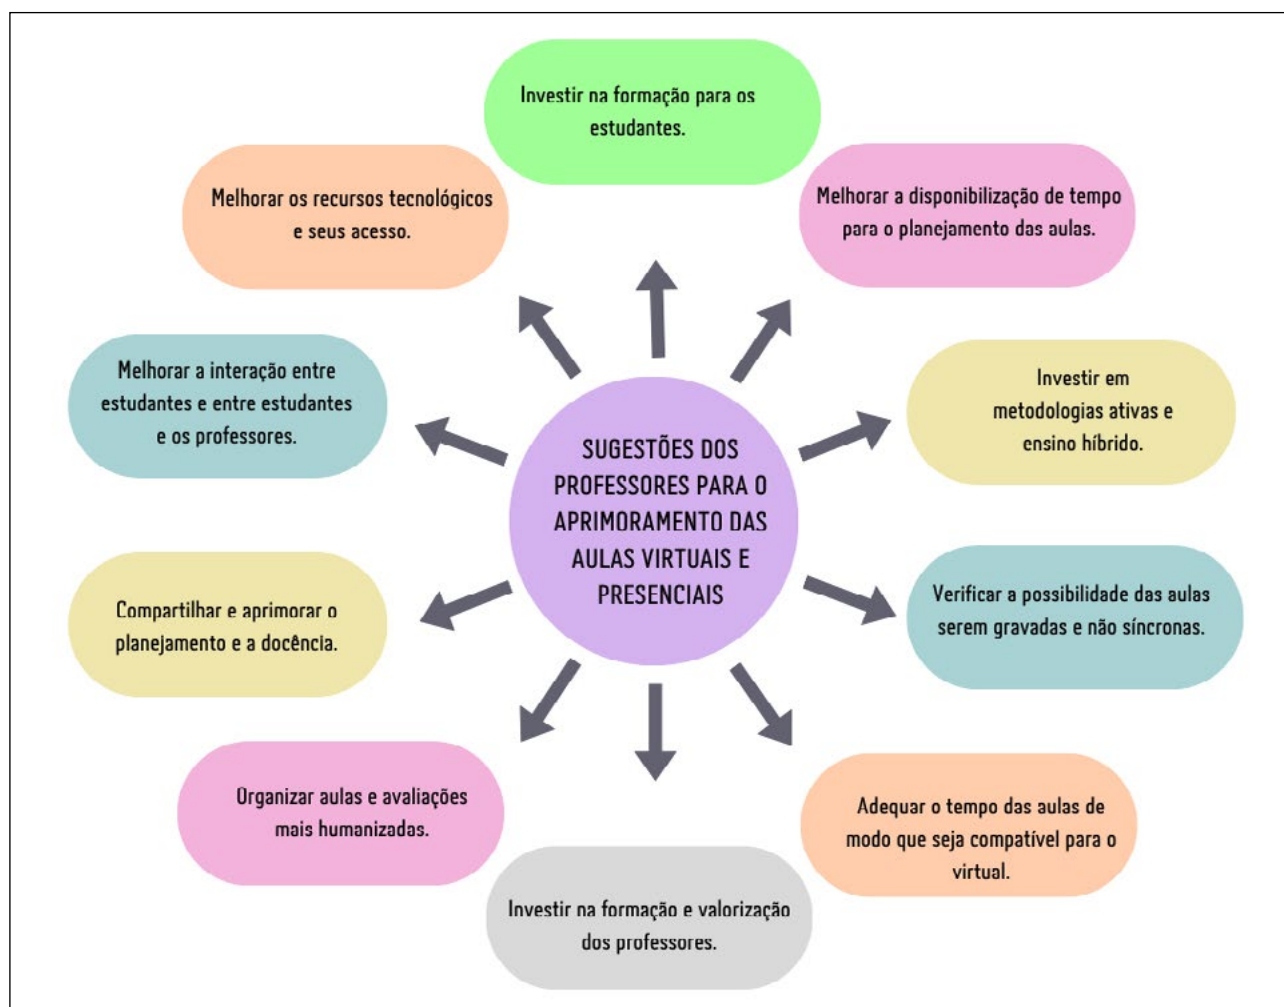 Investir na formação para os
estudantes.
Melhorar os recursos tecnológicos
e seus acesso.
Melhorar a disponibilização de tempo
para o planejamento das aulas.
Melhorar a interação entre
estudantes e entre estudantes
e os professores.
Investir em
metodologias ativas e
ensino híbrido.
SUGESTÕES DOS
PROFESSORES PARA O
APRIMORAMENTO DAS
AULAS VIRTUAIS E
PRESENCIAIS
Compartilhar e aprimorar o
planejamento e a docência.
Verificar a possibilidade das aulas
serem gravadas e não síncronas.
Organizar aulas e avaliações
mais humanizadas.
Adequar o tempo das aulas de
modo que seja compatível para o
virtual.
Investir na formação e valorização
dos professores.